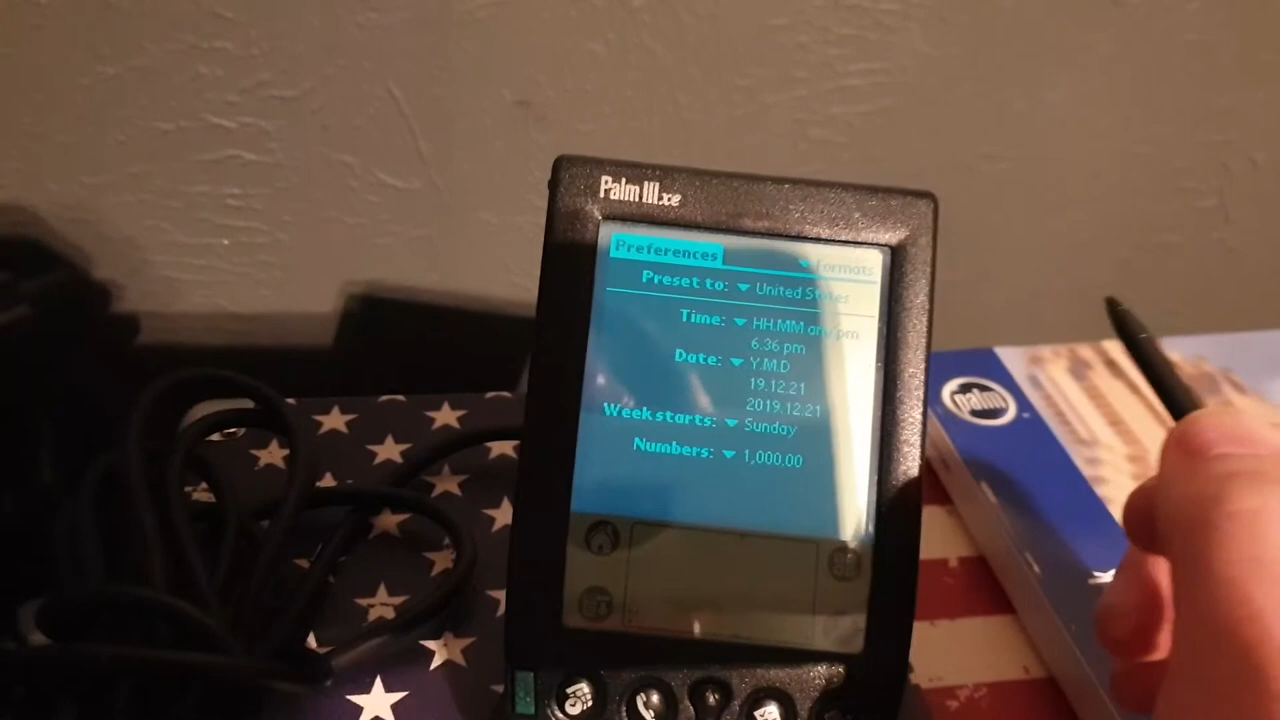 Palm IIIxe
Preferences
Formats
Preset to: United States
Time: HH.MM am/pm
6.36 pm
Date: Y.M.D
19.12.21
2019.12.21
Week starts: Sunday
Numbers: 1,000.00
palm